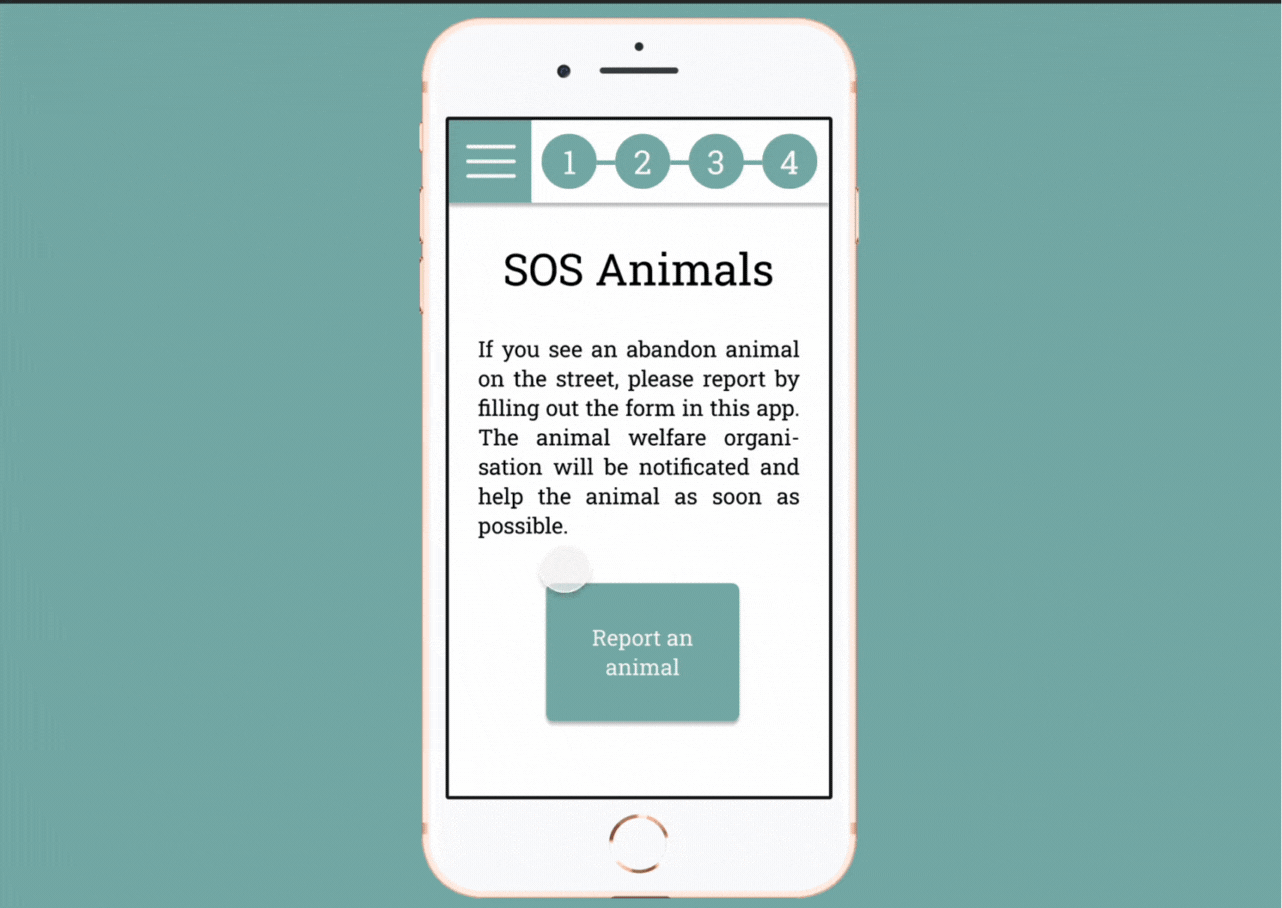 1 2 3 4
SOS Animals
If you see an abandon animal
on the street, please report by
filling out the form in this app.
The animal welfare organi-
sation will be notificated and
help the animal as soon as
possible.
Report an
animal